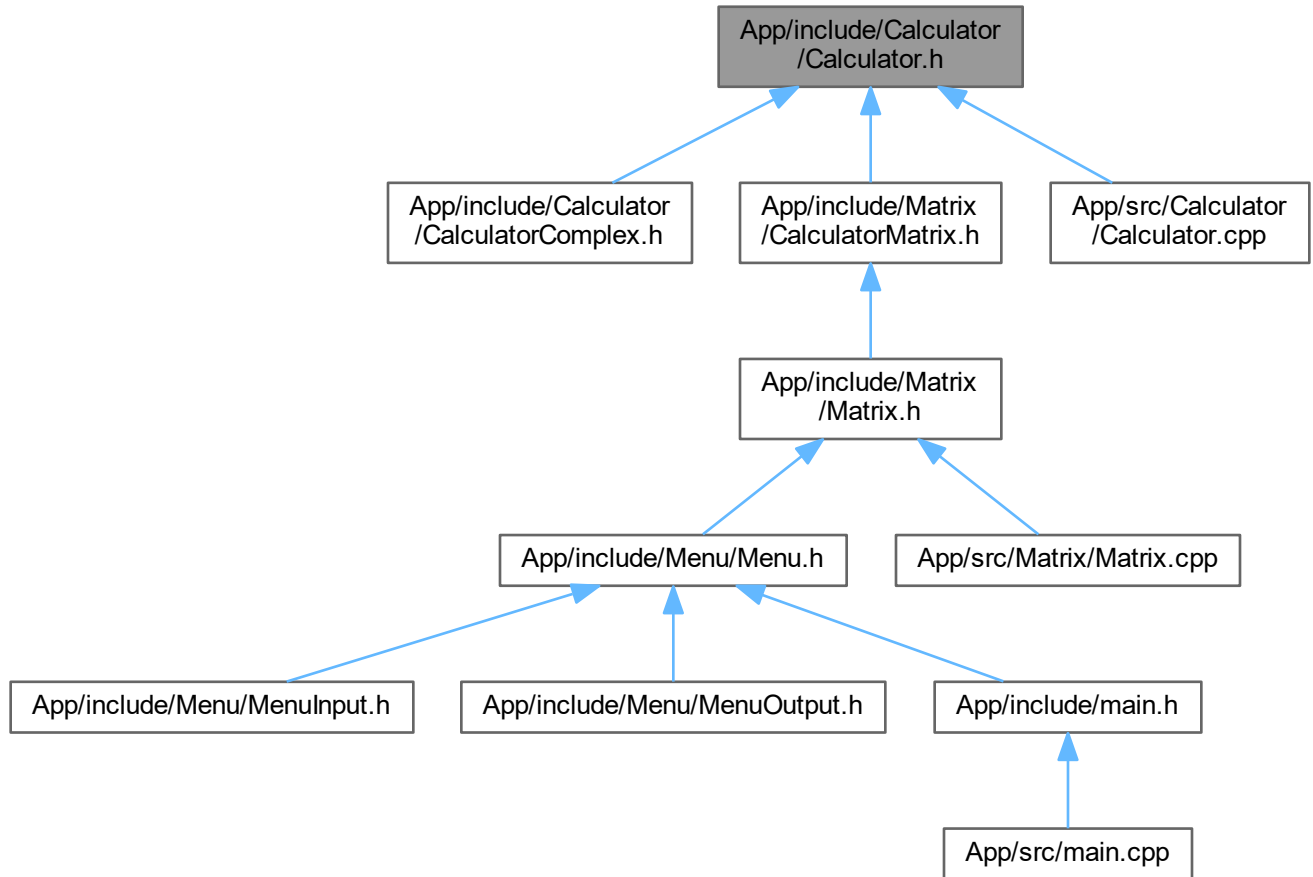 App/include/Calculator
/Calculator.h
App/include/Calculator
/CalculatorComplex.h
App/include/Matrix
/CalculatorMatrix.h
App/src/Calculator
/Calculator.cpp
App/include/Matrix
/Matrix.h
App/include/Menu/Menu.h
App/src/Matrix/Matrix.cpp
App/include/Menu/MenuInput.h
App/include/Menu/MenuOutput.h
App/include/main.h
App/src/main.cpp